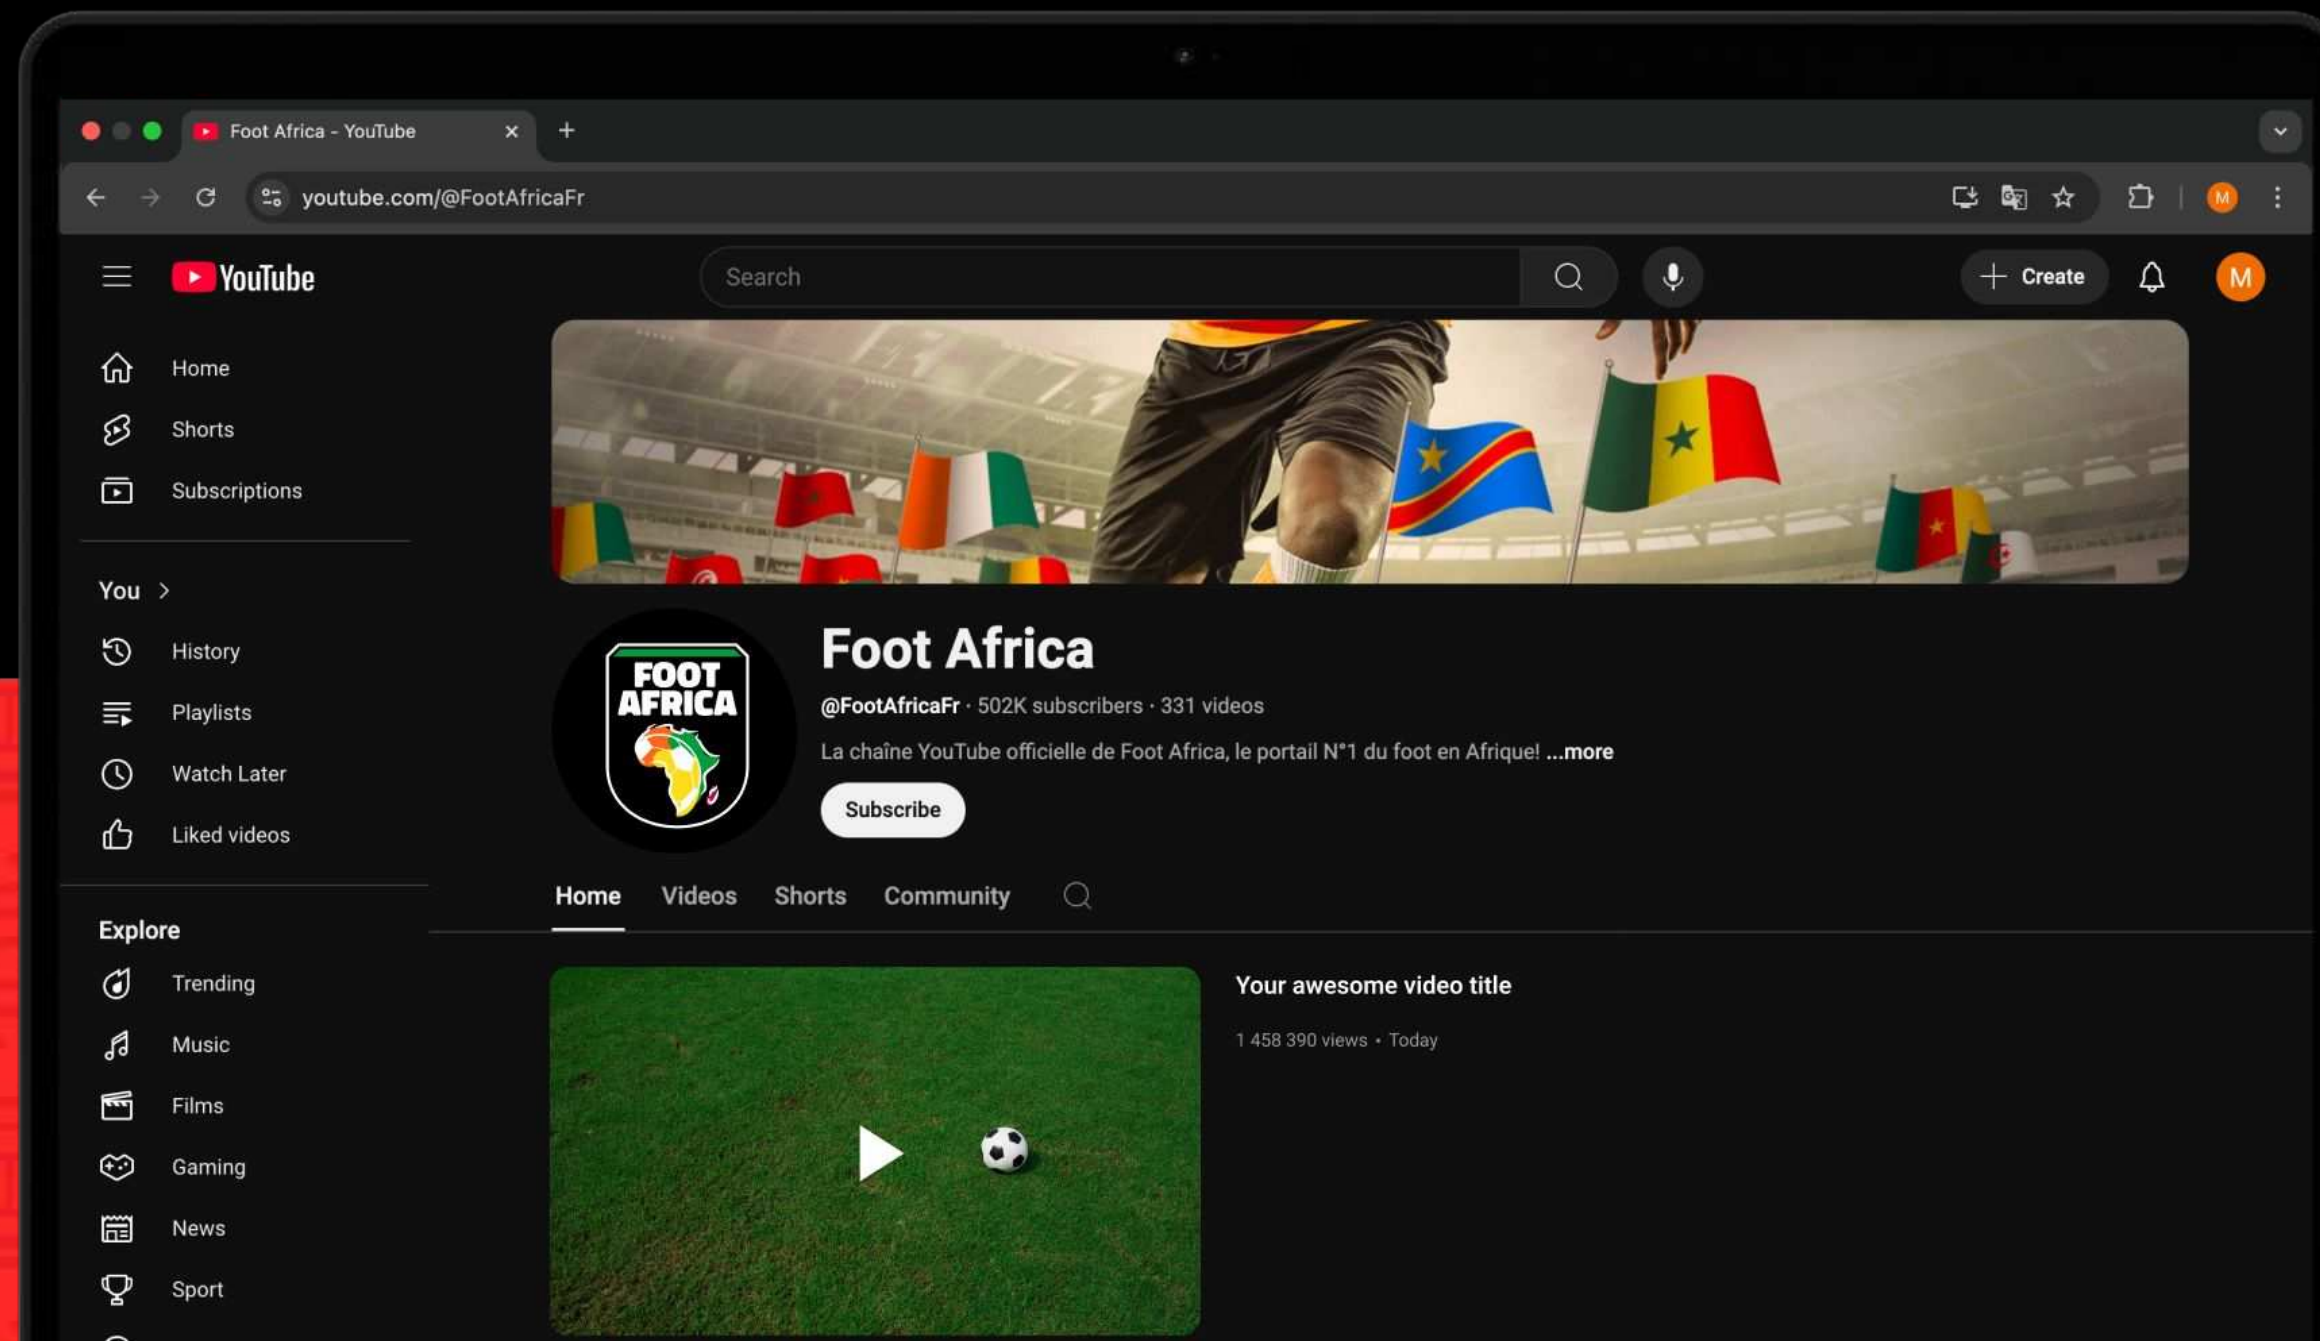 Foot Africa - YouTube
youtube.com/@FootAfricaFr
M
YouTube
Search
Create
M
Home
Shorts
Subscriptions
You
History
Playlists
Watch Later
Liked videos
Explore
Trending
Music
Films
Gaming
News
Sport
FOOT
AFRICA
Foot Africa
@FootAfricaFr · 502K subscribers · 331 videos
La chaîne YouTube officielle de Foot Africa, le portail N°1 du foot en Afrique! ...more
Subscribe
Home Videos Shorts Community
Your awesome video title
1 458 390 views • Today